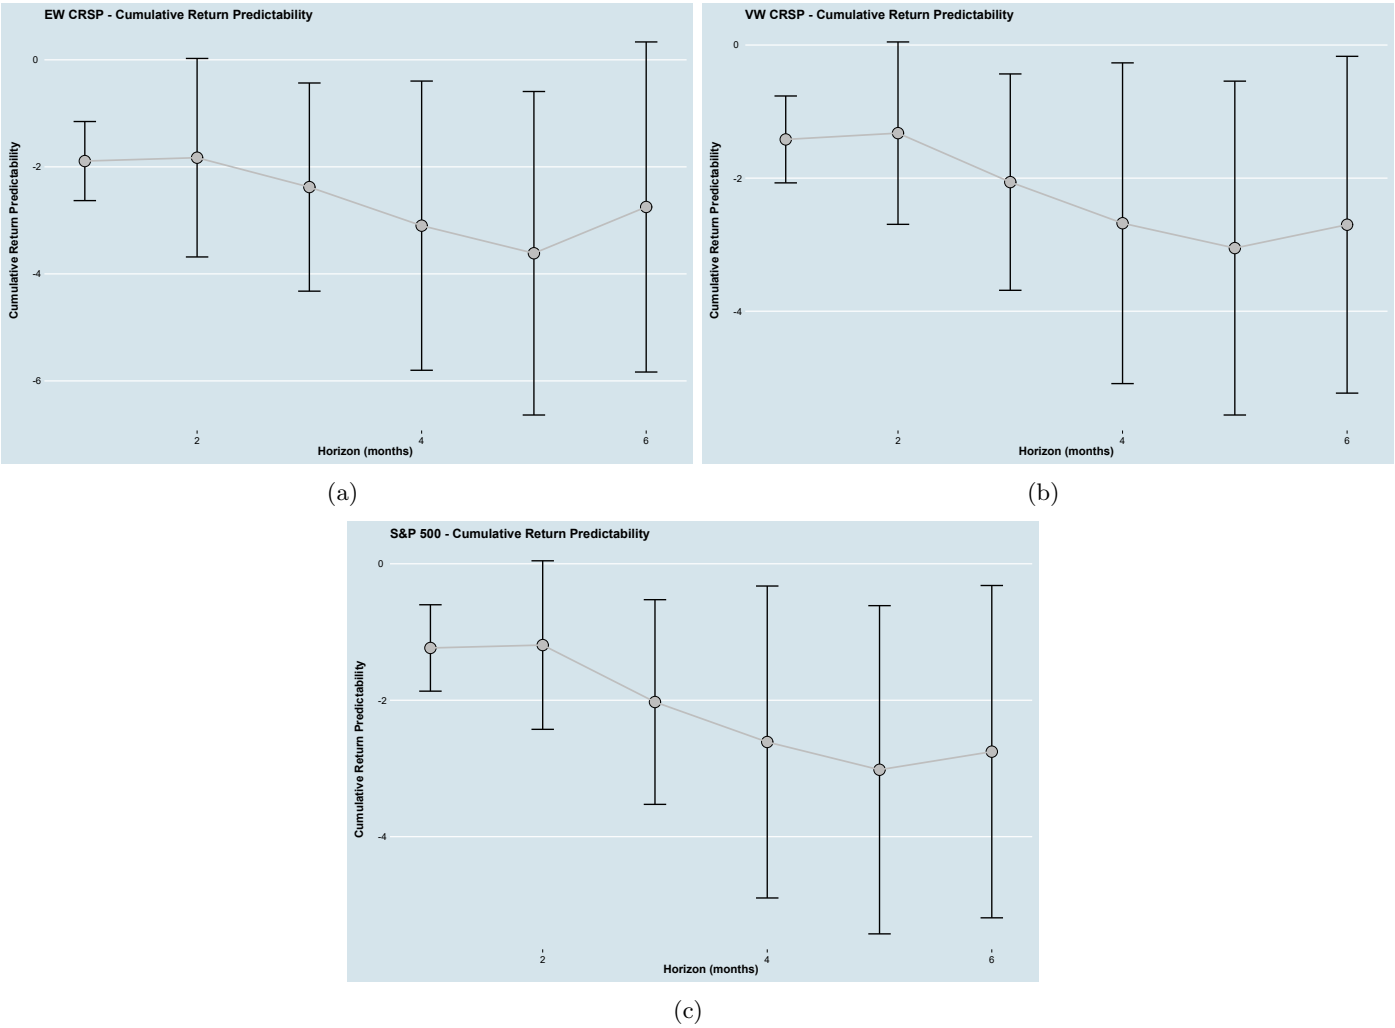 EW CRSP - Cumulative Return Predictability
0
-2
-4
-6
Cumulative Return Predictability
2
4
6
Horizon (months)
(a)
VW CRSP - Cumulative Return Predictability
0
-2
-4
Cumulative Return Predictability
2
4
6
Horizon (months)
(b)
S&P 500 - Cumulative Return Predictability
0
-2
-4
Cumulative Return Predictability
2
4
6
Horizon (months)
(c)